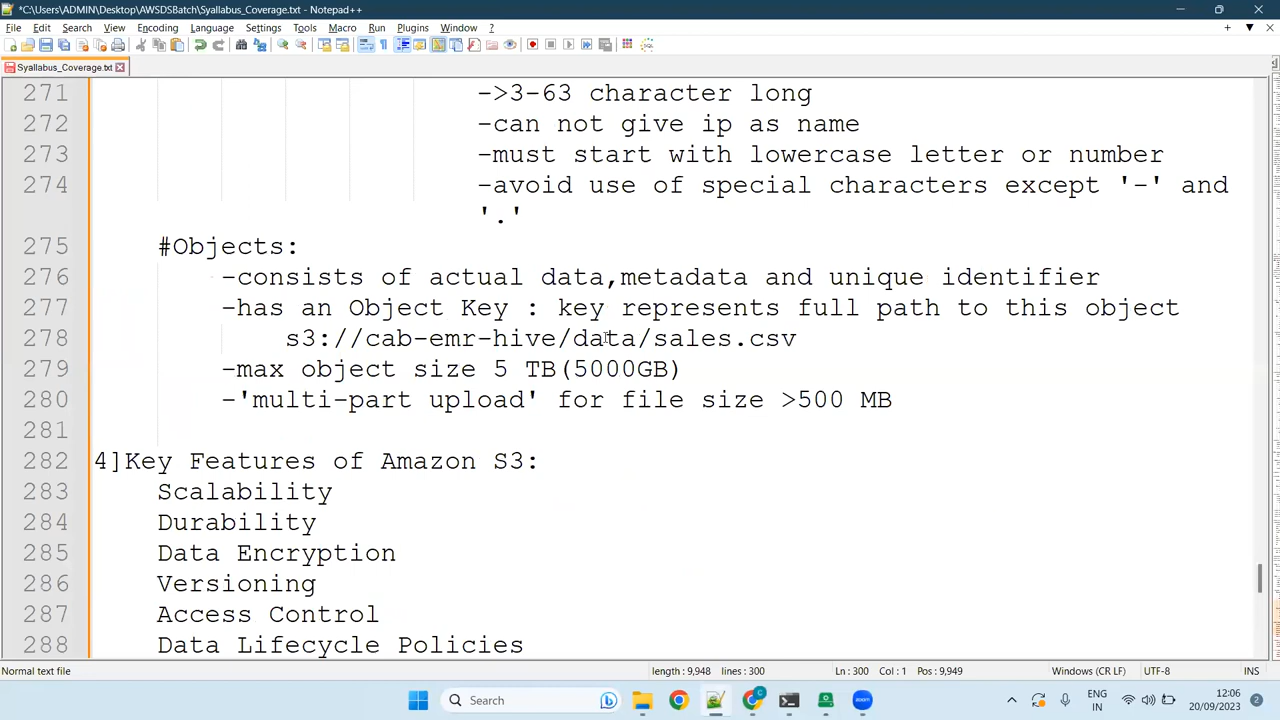 *C:\Users\ADMIN\Desktop\AWSDSBatch\Syallabus_Coverage.txt - Notepad++
File Edit Search View Encoding Language Settings Tools Macro Run Plugins Window ?
Syallabus_Coverage.txt
271 ->3-63 character long
272 -can not give ip as name
273 -must start with lowercase letter or number
274 -avoid use of special characters except '-' and
'.'
275 #Objects:
276 -consists of actual data,metadata and unique identifier
277 -has an Object Key : key represents full path to this object
278 s3://cab-emr-hive/data/sales.csv
279 -max object size 5 TB(5000GB)
280 -'multi-part upload' for file size >500 MB
281
282 4]Key Features of Amazon S3:
283 Scalability
284 Durability
285 Data Encryption
286 Versioning
287 Access Control
288 Data Lifecycle Policies
Normal text file length : 9,948 lines : 300 Ln : 300 Col : 1 Pos : 9,949 Windows (CR LF) UTF-8 INS
Search ENG 12:06
IN 20/09/2023 2